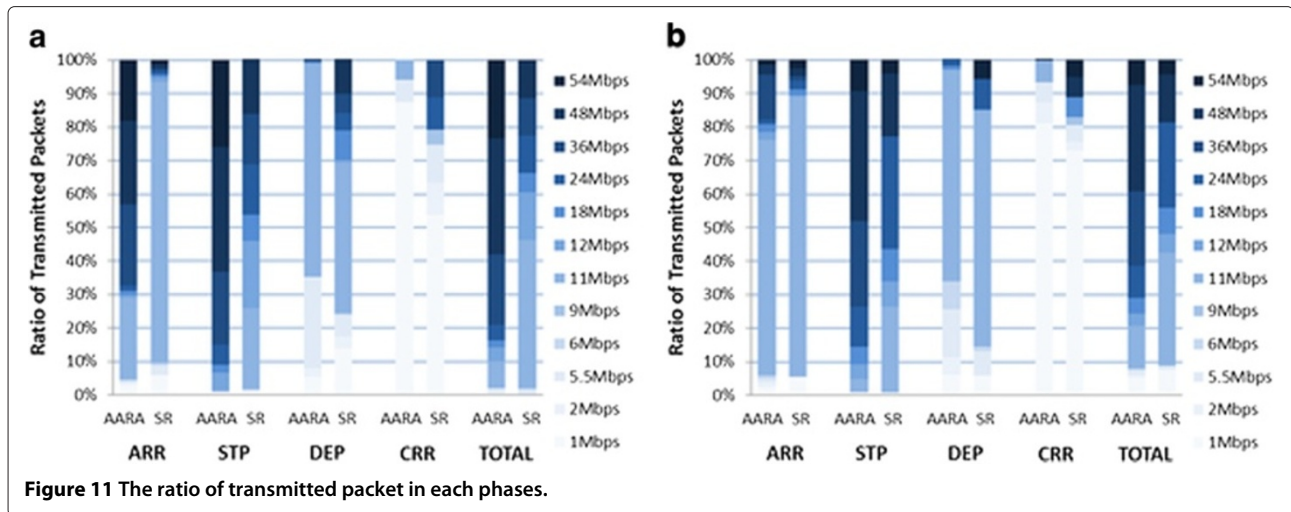 a
Ratio of Transmitted Packets
100%
90%
80%
70%
60%
50%
40%
30%
20%
10%
0%
AARA SR AARA SR AARA SR AARA SR AARA SR
ARR STP DEP CRR TOTAL
54Mbps
48Mbps
36Mbps
24Mbps
18Mbps
12Mbps
11Mbps
9Mbps
6Mbps
5.5Mbps
2Mbps
1Mbps
b
Ratio of Transmitted Packets
100%
90%
80%
70%
60%
50%
40%
30%
20%
10%
0%
AARA SR AARA SR AARA SR AARA SR AARA SR
ARR STP DEP CRR TOTAL
54Mbps
48Mbps
36Mbps
24Mbps
18Mbps
12Mbps
11Mbps
9Mbps
6Mbps
5.5Mbps
2Mbps
1Mbps
Figure 11 The ratio of transmitted packet in each phases.